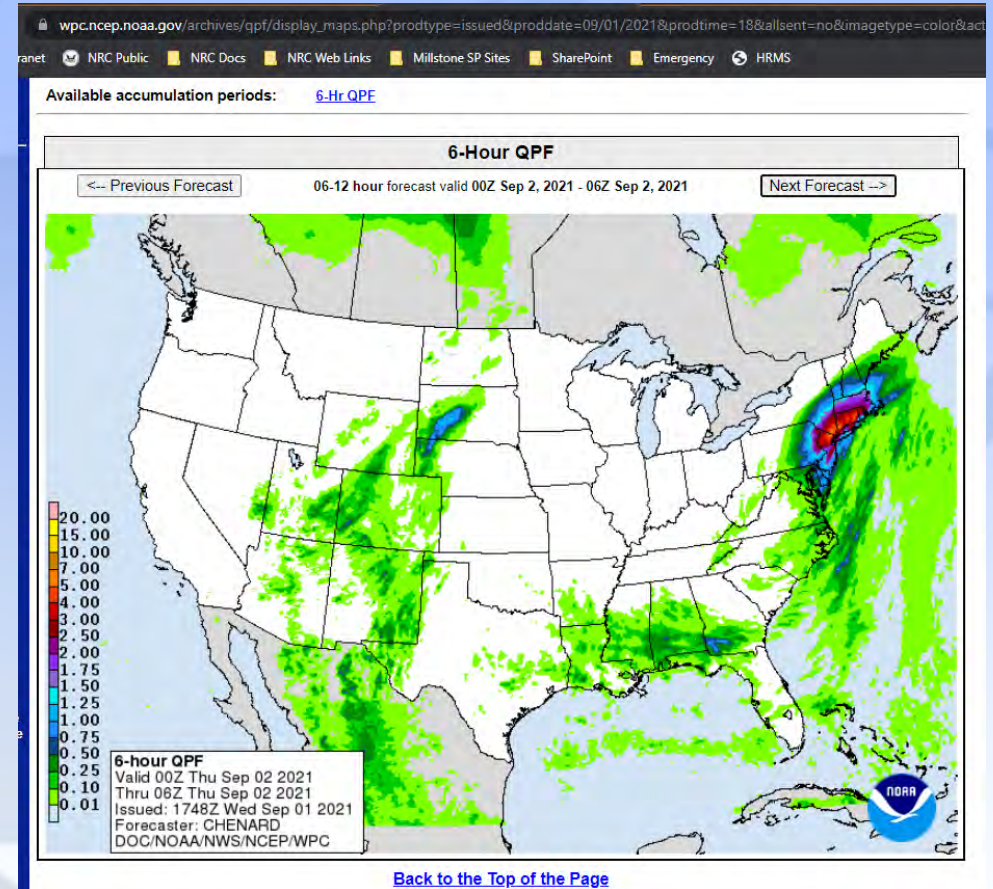 wpc.ncep.noaa.gov/archives/qpf/display_maps.php?prodtype=issued&proddate=09/01/2021&prodtime=18&allsent=no&imagetype=color&act
ranet NRC Public NRC Docs NRC Web Links Millstone SP Sites SharePoint Emergency HRMS
Available accumulation periods: 6-Hr QPF
6-Hour QPF
<-- Previous Forecast 06-12 hour forecast valid 00Z Sep 2, 2021 - 06Z Sep 2, 2021 Next Forecast -->
20.00
15.00
10.00
7.00
5.00
4.00
3.00
2.50
2.00
1.75
1.50
1.25
1.00
0.75
0.50
0.25
0.10
0.01
6-hour QPF
Valid 00Z Thu Sep 02 2021
Thru 06Z Thu Sep 02 2021
Issued: 1748Z Wed Sep 01 2021
Forecaster: CHENARD
DOC/NOAA/NWS/NCEP/WPC
NOAA
Back to the Top of the Page